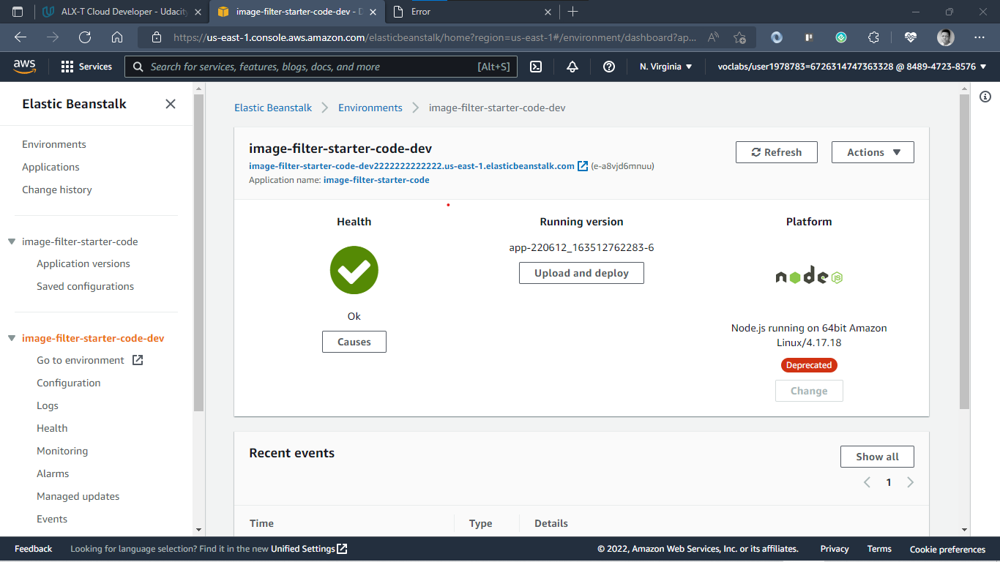 ALX-T Cloud Developer - Udacity
image-filter-starter-code-dev - D
Error
https://us-east-1.console.aws.amazon.com/elasticbeanstalk/home?region=us-east-1#/environment/dashboard?ap...
aws
Services
Search for services, features, blogs, docs, and more
[Alt+S]
N. Virginia
voclabs/user1978783=6726314747363328 @ 8489-4723-8576
Elastic Beanstalk
Environments
Applications
Change history
image-filter-starter-code
Application versions
Saved configurations
image-filter-starter-code-dev
Go to environment
Configuration
Logs
Health
Monitoring
Alarms
Managed updates
Events
Elastic Beanstalk
Environments
image-filter-starter-code-dev
image-filter-starter-code-dev
image-filter-starter-code-dev2222222222222.us-east-1.elasticbeanstalk.com (e-a8vjd6mnuu)
Application name: image-filter-starter-code
Refresh
Actions
Health
Ok
Causes
Running version
app-220612_163512762283-6
Upload and deploy
Platform
node JS
Node.js running on 64bit Amazon
Linux/4.17.18
Deprecated
Change
Recent events
Show all
1
Time
Type
Details
Feedback
Looking for language selection? Find it in the new Unified Settings
© 2022, Amazon Web Services, Inc. or its affiliates.
Privacy
Terms
Cookie preferences